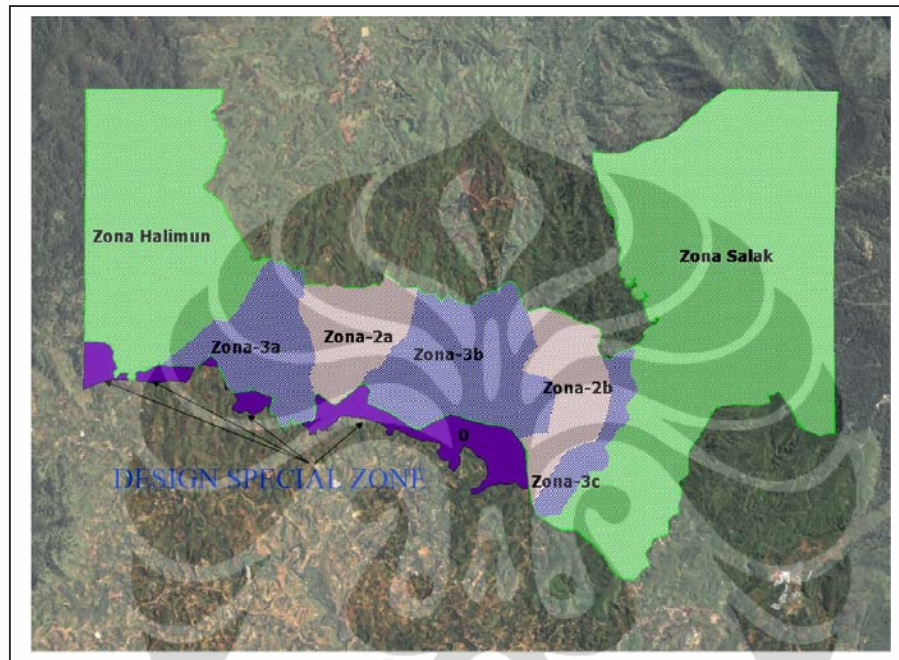 Zona Halimun
Zona Salak
Zona-3a
Zona-2a
Zona-3b
Zona-2b
0
DESIGN SPECIAL ZONE
Zona-3c